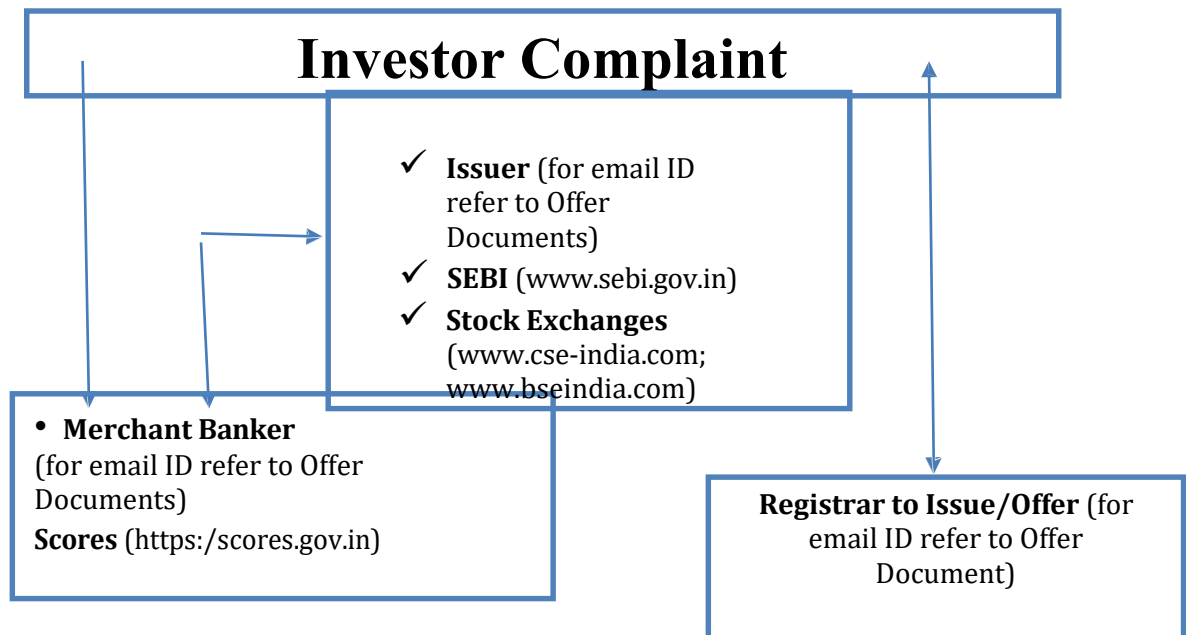 Investor Complaint
✓ Issuer (for email ID
refer to Offer
Documents)
✓ SEBI (www.sebi.gov.in)
✓ Stock Exchanges
(www.cse-india.com;
www.bseindia.com)
• Merchant Banker
(for email ID refer to Offer
Documents)
Scores (https:/scores.gov.in)
Registrar to Issue/Offer (for
email ID refer to Offer
Document)